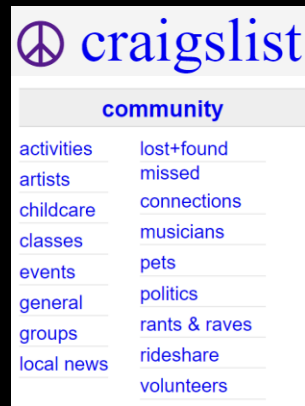 craigslist
community
activities
artists
childcare
classes
events
general
groups
local news
lost+found
missed
connections
musicians
pets
politics
rants & raves
rideshare
volunteers